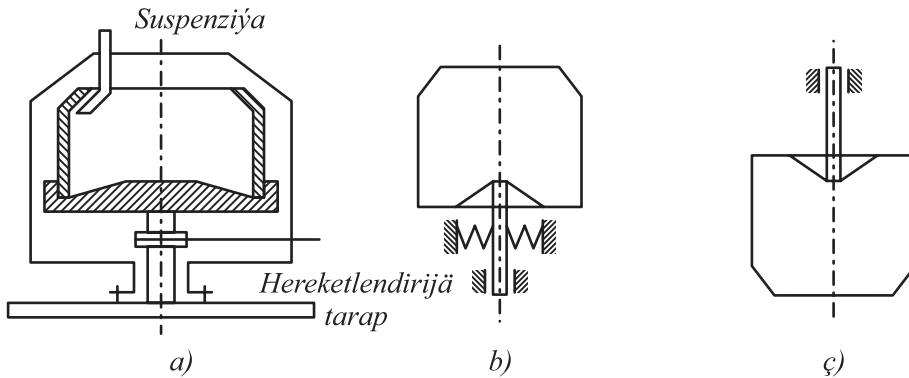 Suspenziýa
Hereketlendirijä
tarap
a)
b)
ç)